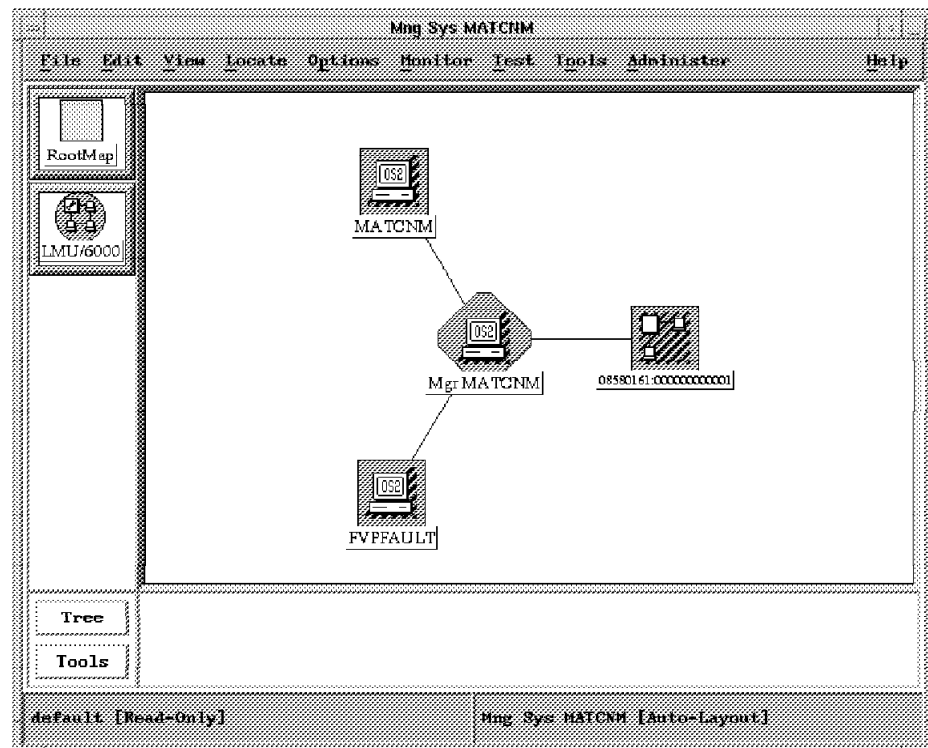 Mng Sys MATCNM
File Edit View Locate Options Monitor Test Tools Administer Help
RootMap
LMU/6000
OS2
MATCNM
OS2
Mgr MATCNM
08580161:000000000001
OS2
FVPFAULT
Tree
Tools
default [Read-Only]
Mng Sys MATCNM [Auto-Layout]